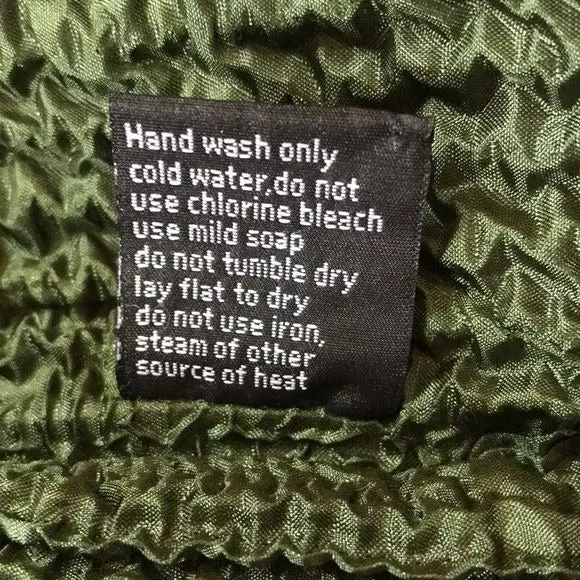 Hand wash only
cold water,do not
use chlorine bleach
use mild soap
do not tumble dry
lay flat to dry
do not use iron,
steam of other
source of heat